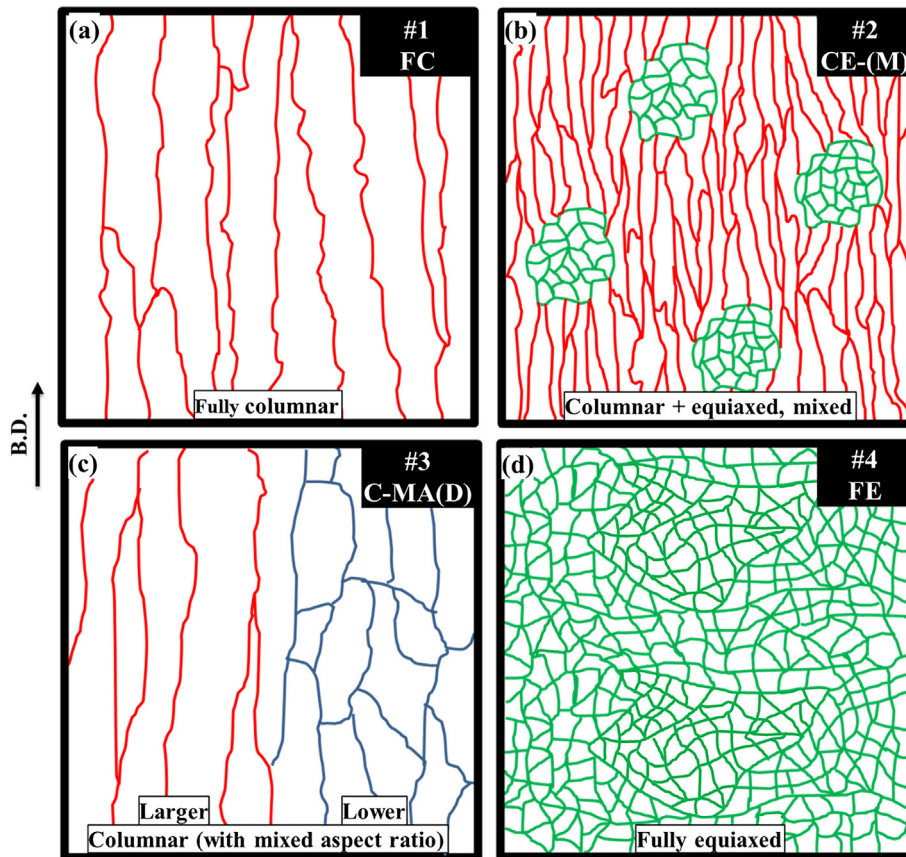 (a)
#1
FC
Fully columnar
(b)
#2
CE-(M)
Columnar + equiaxed, mixed
B.D.
(c)
#3
C-MA(D)
Larger
Lower
Columnar (with mixed aspect ratio)
(d)
#4
FE
Fully equiaxed